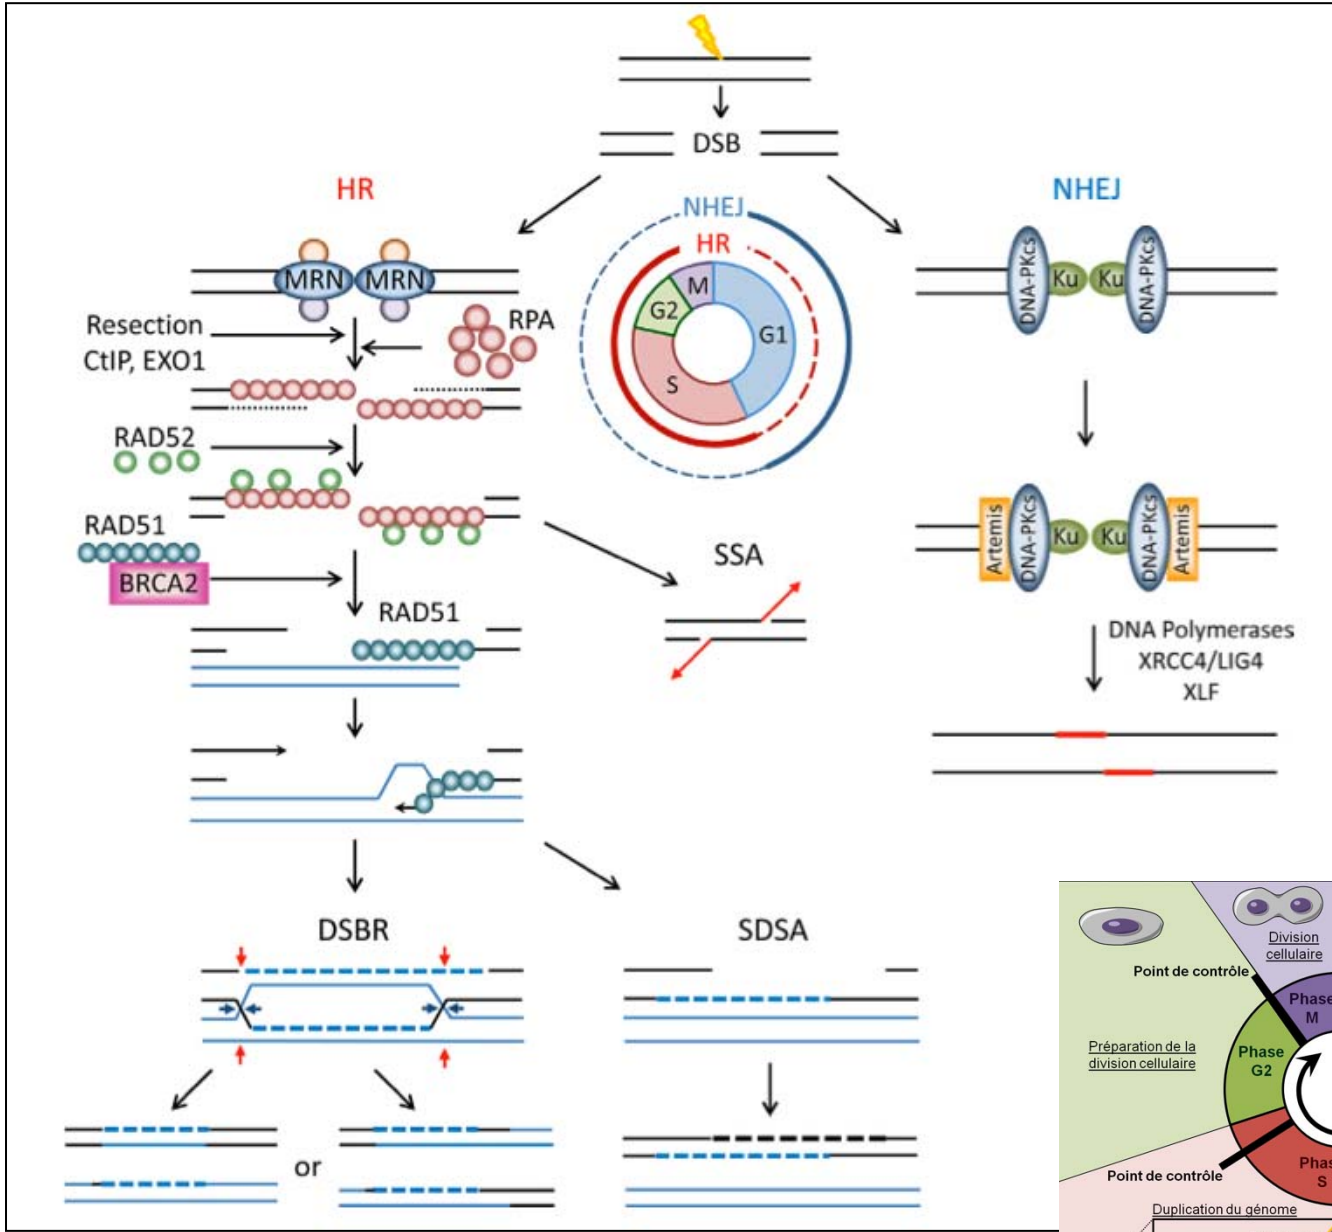 DSB
HR
NHEJ
NHEJ
HR
MRN
MRN
DNA-PKcs
Ku
Ku
DNA-PKcs
M
G2
G1
S
Resection
CtIP, EXO1
RPA
RAD52
RAD51
BRCA2
SSA
Artemis
DNA-PKcs
Ku
Ku
DNA-PKcs
Artemis
RAD51
DNA Polymerases
XRCC4/LIG4
XLF
DSBR
SDSA
or
Division
cellulaire
Point de contrôle
Phase
M
Préparation de la
division cellulaire
Phase
G2
Point de contrôle
Phas
S
Duplication du génome